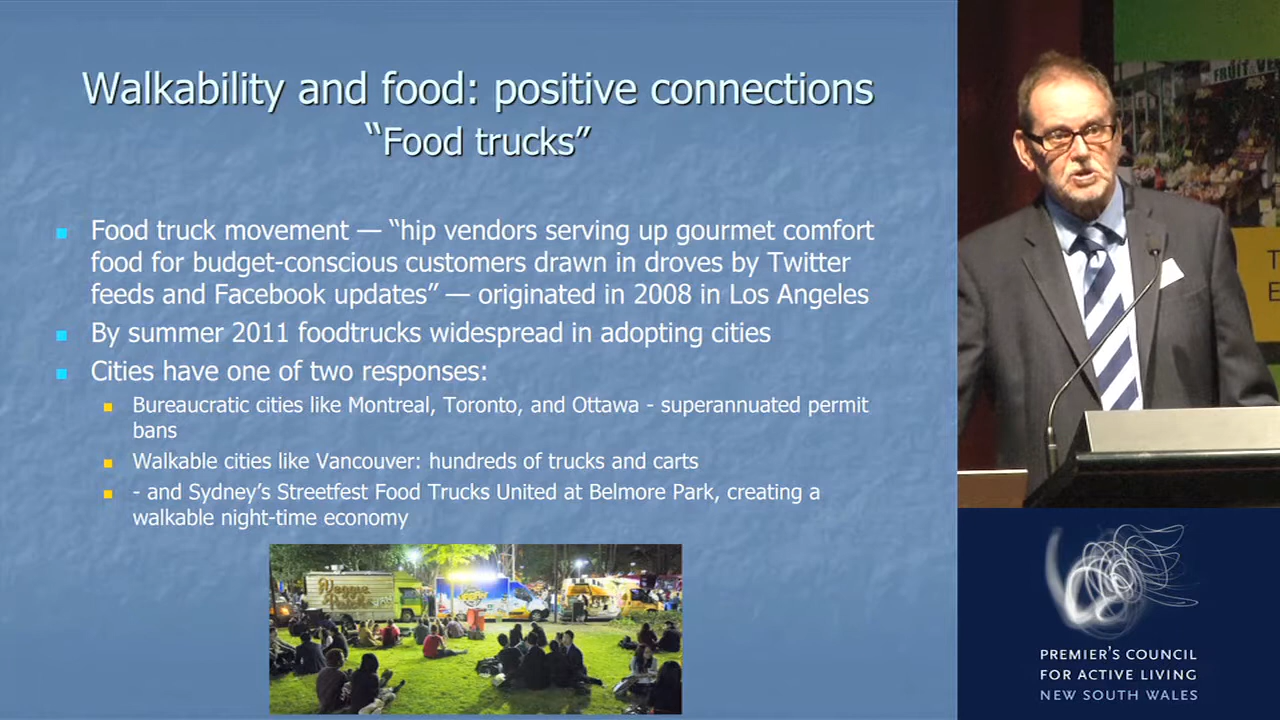 Walkability and food: positive connections
“Food trucks”
Food truck movement — “hip vendors serving up gourmet comfort
food for budget-conscious customers drawn in droves by Twitter
feeds and Facebook updates” — originated in 2008 in Los Angeles
By summer 2011 foodtrucks widespread in adopting cities
Cities have one of two responses:
Bureaucratic cities like Montreal, Toronto, and Ottawa - superannuated permit
bans
Walkable cities like Vancouver: hundreds of trucks and carts
- and Sydney’s Streetfest Food Trucks United at Belmore Park, creating a
walkable night-time economy
Veggie
FRUIT
PREMIER’S COUNCIL
FOR ACTIVE LIVING
NEW SOUTH WALES